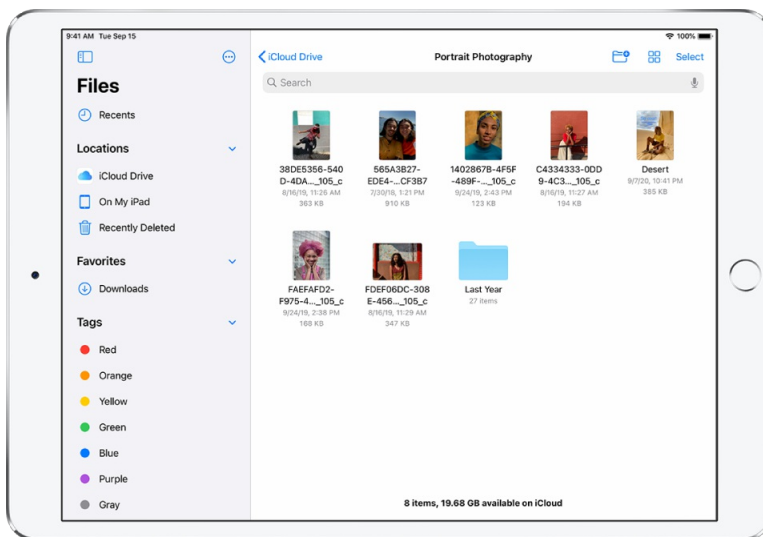 9:41 AM Tue Sep 15
100%
Files
Recents
Locations
iCloud Drive
On My iPad
Recently Deleted
Favorites
Downloads
Tags
Red
Orange
Yellow
Green
Blue
Purple
Gray
iCloud Drive
Portrait Photography
Select
Search
38DE5356-540
D-4DA..._105_c
8/16/19, 11:26 AM
363 KB
565A3B27-
EDE4-...CF3B7
7/30/18, 1:21 PM
910 KB
1402867B-4F5F
-489F-..._105_c
9/24/19, 2:43 PM
123 KB
C4334333-0DD
9-4C3..._105_c
8/16/19, 11:27 AM
194 KB
Desert
9/7/20, 10:41 PM
385 KB
FAEFAFD2-
F975-4..._105_c
9/24/19, 2:38 PM
168 KB
FDEF06DC-308
E-456..._105_c
8/16/19, 11:29 AM
347 KB
Last Year
27 items
8 items, 19.68 GB available on iCloud